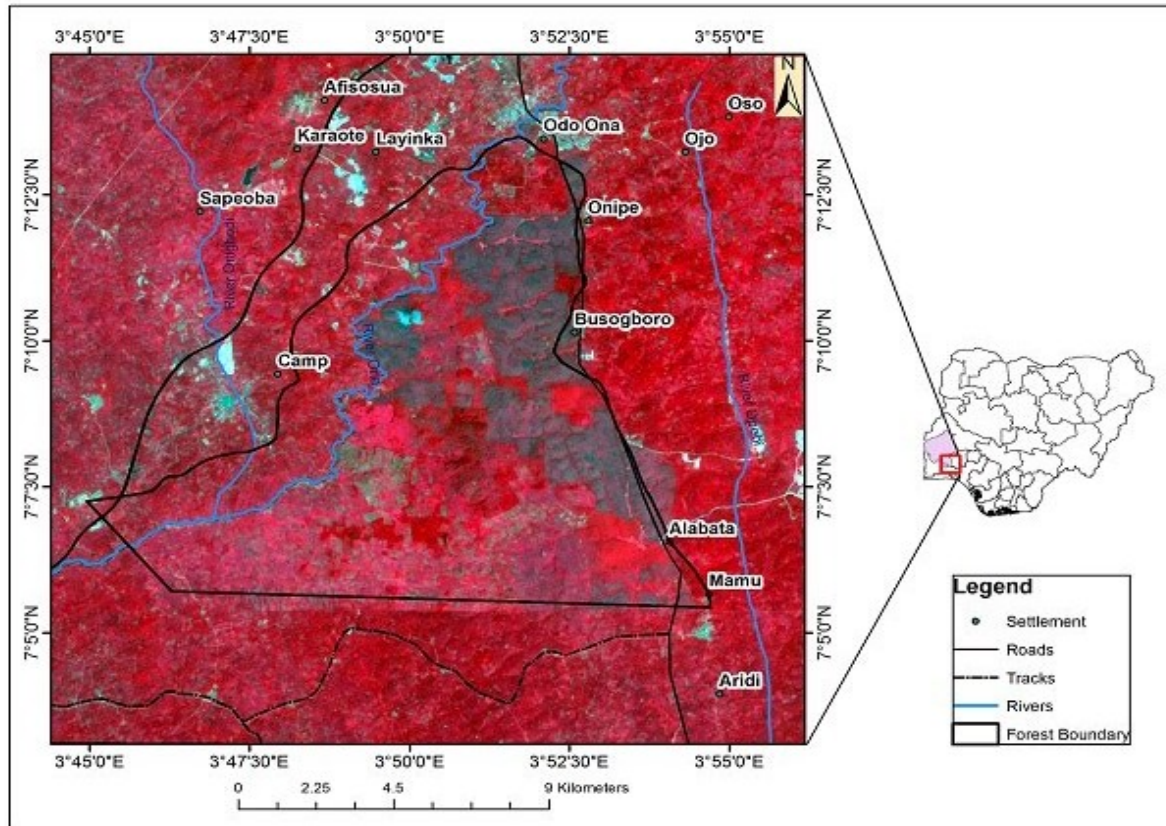 3°45'0"E 3°47'30"E 3°50'0"E 3°52'30"E 3°55'0"E
N
Afisosua
Oso
Karaote Layinka Odo Ona Ojo
7°12'30"N 7°12'30"N
Sapeoba
Onipe
7°10'0"N 7°10'0"N
Busogboro
Camp
7°7'30"N 7°7'30"N
Alabata
Mamu
7°5'0"N 7°5'0"N
Aridi
3°45'0"E 3°47'30"E 3°50'0"E 3°52'30"E 3°55'0"E
0 2.25 4.5 9 Kilometers
Legend
Settlement
Roads
Tracks
Rivers
Forest Boundary
River
River
River